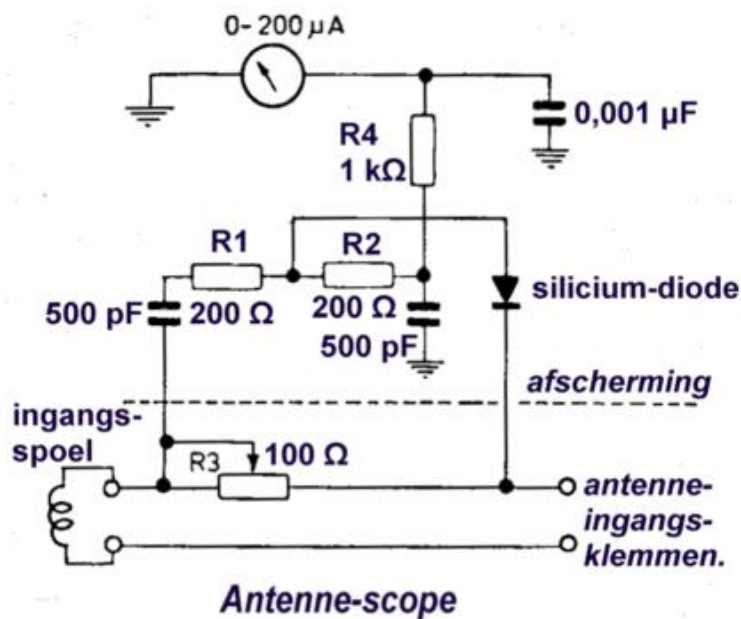 0-200 µA
R4
1 kΩ
0,001 µF
R1
R2
500 pF
200 Ω
200 Ω
500 pF
silicium-diode
afscherming
ingangs-
spoel
R3
100 Ω
antenne-
ingangs-
klemmen.
Antenne-scope